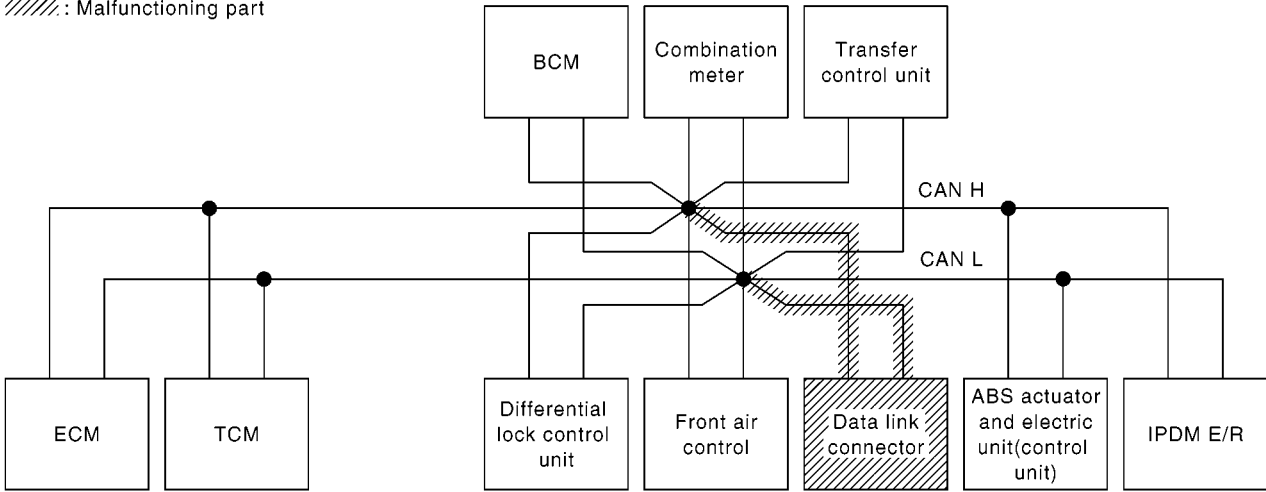 : Malfunctioning part
BCM
Combination
meter
Transfer
control unit
CAN H
CAN L
ECM
TCM
Differential
lock control
unit
Front air
control
Data link
connector
ABS actuator
and electric
unit(control
unit)
IPDM E/R